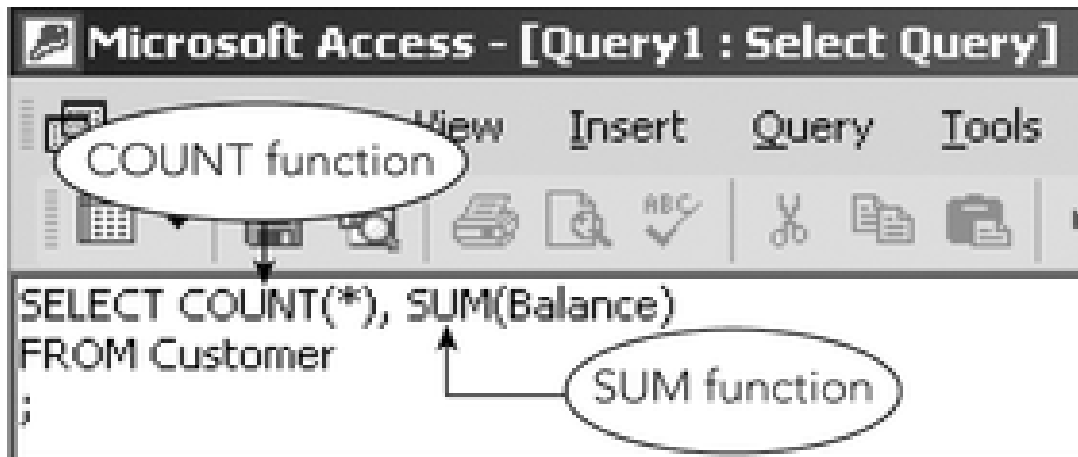 Microsoft Access - [Query1 : Select Query]
View Insert Query Tools
COUNT function
ABC
SELECT COUNT(*), SUM(Balance)
FROM Customer
;
SUM function